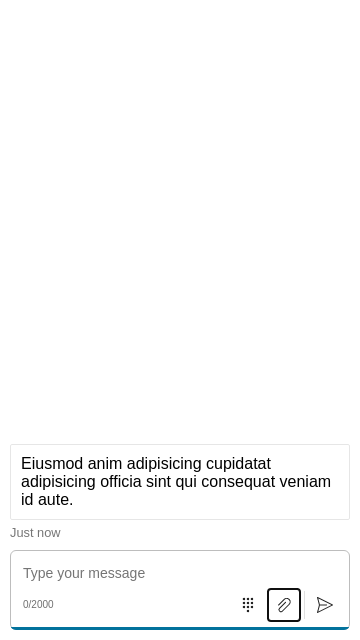 Eiusmod anim adipisicing cupidatat
adipisicing officia sint qui consequat veniam
id aute.
Just now
Type your message
0/2000